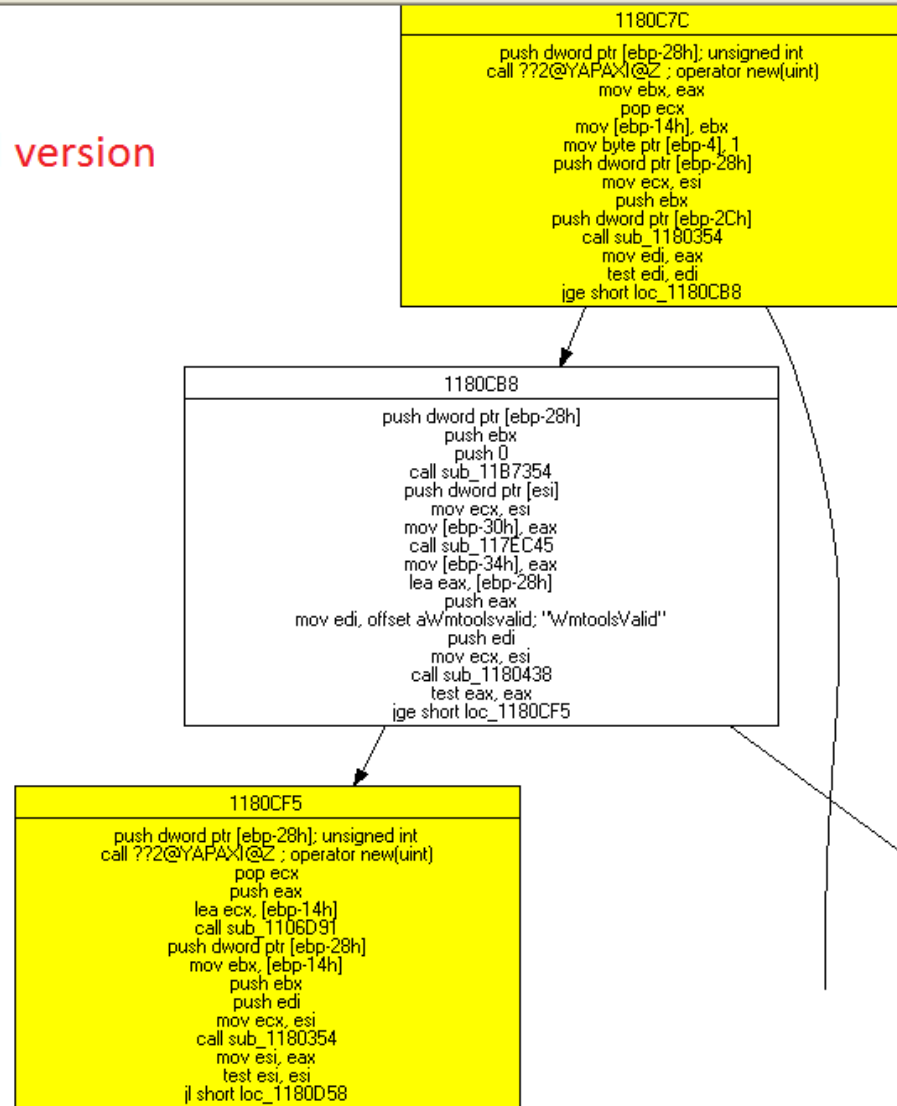 1180C7C
push dword ptr [ebp-28h]; unsigned int
call ??2@YAPAXI@Z ; operator new(uint)
mov ebx, eax
pop ecx
mov [ebp-14h], ebx
mov byte ptr [ebp-4], 1
push dword ptr [ebp-28h]
mov ecx, esi
push ebx
push dword ptr [ebp-2Ch]
call sub_1180354
mov edi, eax
test edi, edi
jge short loc_1180CB8
version
1180CB8
push dword ptr [ebp-28h]
push ebx
push 0
call sub_11B7354
push dword ptr [esi]
mov ecx, esi
mov [ebp-30h], eax
call sub_117EC45
mov [ebp-34h], eax
lea eax, [ebp-28h]
push eax
mov edi, offset aWmtoolsvalid; "WmtoolsValid"
push edi
mov ecx, esi
call sub_1180438
test eax, eax
jge short loc_1180CF5
1180CF5
push dword ptr [ebp-28h]; unsigned int
call ??2@YAPAXI@Z ; operator new(uint)
pop ecx
push eax
lea ecx, [ebp-14h]
call sub_1106D91
push dword ptr [ebp-28h]
mov ebx, [ebp-14h]
push ebx
push edi
mov ecx, esi
call sub_1180354
mov esi, eax
test esi, esi
jl short loc_1180D58